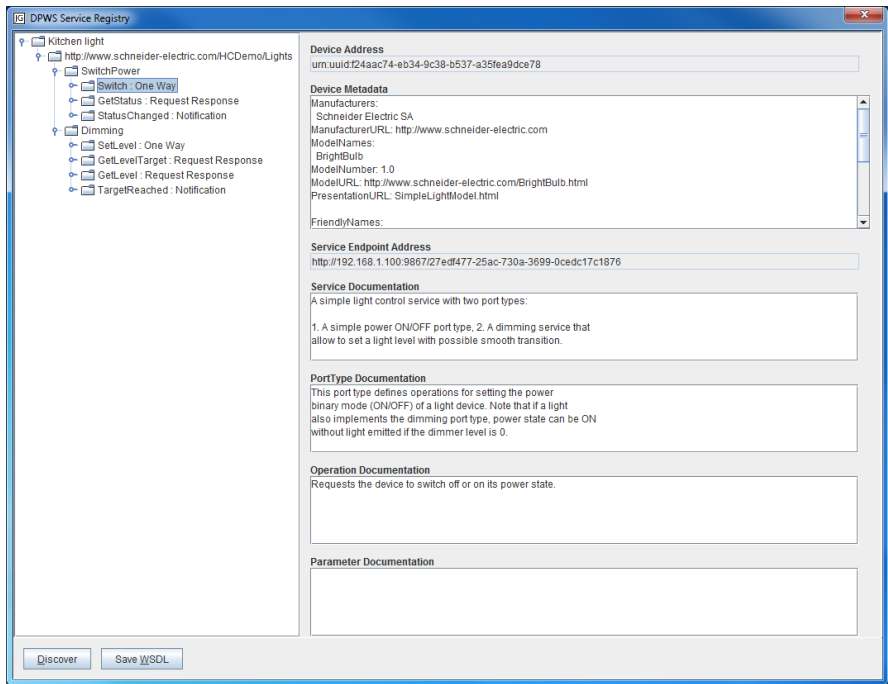 IG DPWS Service Registry
Kitchen light
http://www.schneider-electric.com/HCDemo/Lights
SwitchPower
Switch : One Way
GetStatus : Request Response
StatusChanged : Notification
Dimming
SetLevel : One Way
GetLevelTarget : Request Response
GetLevel : Request Response
TargetReached : Notification
Device Address
urn:uuid:f24aac74-eb34-9c38-b537-a35fea9dce78
Device Metadata
Manufacturers:
Schneider Electric SA
ManufacturerURL: http://www.schneider-electric.com
ModelNames:
BrightBulb
ModelNumber: 1.0
ModelURL: http://www.schneider-electric.com/BrightBulb.html
PresentationURL: SimpleLightModel.html
FriendlyNames:
Service Endpoint Address
http://192.168.1.100:9867/27edf477-25ac-730a-3699-0cedc17c1876
Service Documentation
A simple light control service with two port types:
1. A simple power ON/OFF port type, 2. A dimming service that
allow to set a light level with possible smooth transition.
PortType Documentation
This port type defines operations for setting the power
binary mode (ON/OFF) of a light device. Note that if a light
also implements the dimming port type, power state can be ON
without light emitted if the dimmer level is 0.
Operation Documentation
Requests the device to switch off or on its power state.
Parameter Documentation
Discover Save WSDL